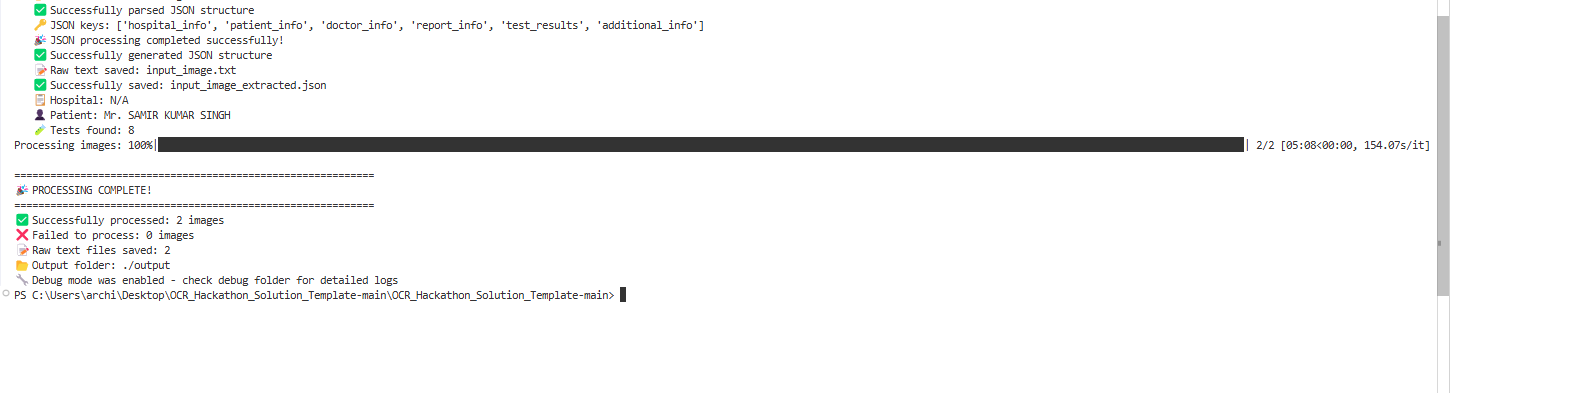 ✅ Successfully parsed JSON structure
🔑 JSON keys: ['hospital_info', 'patient_info', 'doctor_info', 'report_info', 'test_results', 'additional_info']
🎉 JSON processing completed successfully!
✅ Successfully generated JSON structure
📝 Raw text saved: input_image.txt
✅ Successfully saved: input_image_extracted.json
📋 Hospital: N/A
👤 Patient: Mr. SAMIR KUMAR SINGH
🧪 Tests found: 8
Processing images: 100%|██████████| 2/2 [05:08<00:00, 154.07s/it]
============================================================
🎉 PROCESSING COMPLETE!
============================================================
✅ Successfully processed: 2 images
❌ Failed to process: 0 images
📝 Raw text files saved: 2
📁 Output folder: ./output
🔧 Debug mode was enabled - check debug folder for detailed logs
PS C:\Users\archi\Desktop\OCR_Hackathon_Solution_Template-main\OCR_Hackathon_Solution_Template-main>